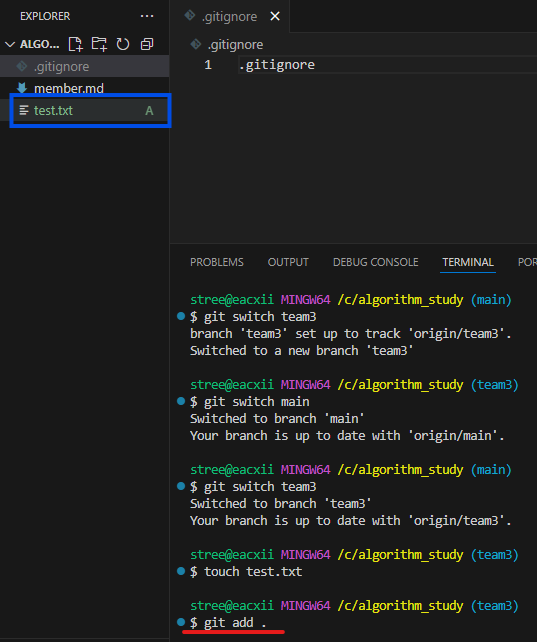 EXPLORER
ALGO...
.gitignore
member.md
test.txt A
.gitignore
.gitignore
1 .gitignore
PROBLEMS OUTPUT DEBUG CONSOLE TERMINAL POR
stree@eacxii MINGW64 /c/algorithm_study (main)
$ git switch team3
branch 'team3' set up to track 'origin/team3'.
Switched to a new branch 'team3'
stree@eacxii MINGW64 /c/algorithm_study (team3)
$ git switch main
Switched to branch 'main'
Your branch is up to date with 'origin/main'.
stree@eacxii MINGW64 /c/algorithm_study (main)
$ git switch team3
Switched to branch 'team3'
Your branch is up to date with 'origin/team3'.
stree@eacxii MINGW64 /c/algorithm_study (team3)
$ touch test.txt
stree@eacxii MINGW64 /c/algorithm_study (team3)
$ git add .